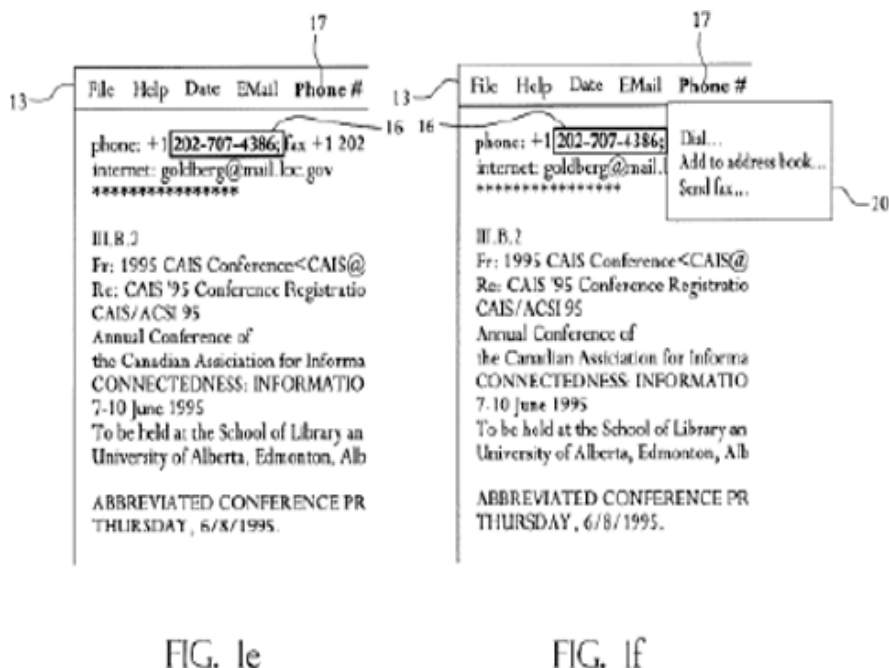 17
13
File Help Date EMail Phone #
phone: +1 202-707-4386; fax +1 202
16
internet: goldberg@mail.loc.gov
****************
III.B.2
Fr: 1995 CAIS Conference<CAIS@
Re: CAIS '95 Conference Registratio
CAIS/ACSI 95
Annual Conference of
the Canadian Assiciation for Informa
CONNECTEDNESS: INFORMATIO
7-10 June 1995
To be held at the School of Library an
University of Alberta, Edmonton, Alb
ABBREVIATED CONFERENCE PR
THURSDAY, 6/8/1995.
FIG. 1e
17
13
File Help Date EMail Phone #
16
phone: +1 202-707-4386;
internet: goldberg@mail.l
****************
Dial...
Add to address book...
Send fax...
20
III.B.2
Fr: 1995 CAIS Conference<CAIS@
Re: CAIS '95 Conference Registratio
CAIS/ACSI 95
Annual Conference of
the Canadian Assiciation for Informa
CONNECTEDNESS: INFORMATIO
7-10 June 1995
To be held at the School of Library an
University of Alberta, Edmonton, Alb
ABBREVIATED CONFERENCE PR
THURSDAY, 6/8/1995.
FIG. 1f